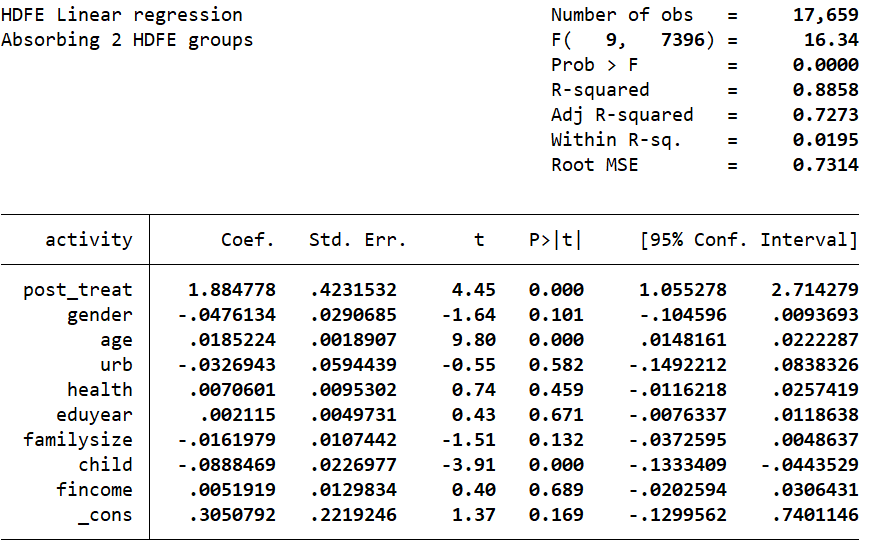 HDFE Linear regression Number of obs = 17,659
Absorbing 2 HDFE groups F( 9, 7396) = 16.34
Prob > F = 0.0000
R-squared = 0.8858
Adj R-squared = 0.7273
Within R-sq. = 0.0195
Root MSE = 0.7314
activity Coef. Std. Err. t P>|t| [95% Conf. Interval]
post_treat 1.884778 .4231532 4.45 0.000 1.055278 2.714279
gender -.0476134 .0290685 -1.64 0.101 -.104596 .0093693
age .0185224 .0018907 9.80 0.000 .0148161 .0222287
urb -.0326943 .0594439 -0.55 0.582 -.1492212 .0838326
health .0070601 .0095302 0.74 0.459 -.0116218 .0257419
eduyear .002115 .0049731 0.43 0.671 -.0076337 .0118638
familysize -.0161979 .0107442 -1.51 0.132 -.0372595 .0048637
child -.0888469 .0226977 -3.91 0.000 -.1333409 -.0443529
fincome .0051919 .0129834 0.40 0.689 -.0202594 .0306431
_cons .3050792 .2219246 1.37 0.169 -.1299562 .7401146